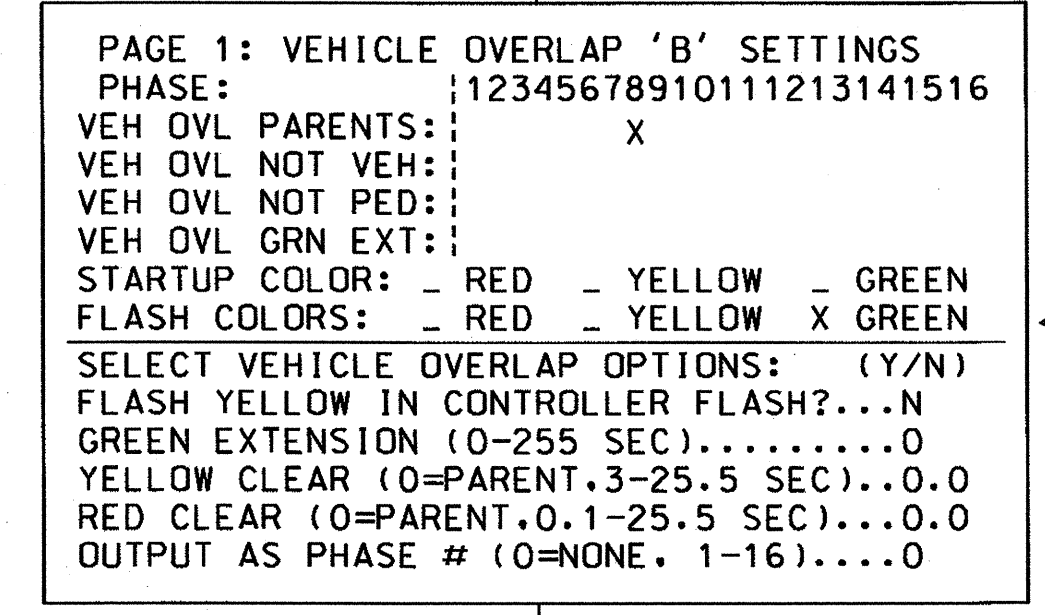 PAGE 1: VEHICLE OVERLAP 'B' SETTINGS
PHASE: ¦12345678910111213141516
VEH OVL PARENTS:¦ X
VEH OVL NOT VEH:¦
VEH OVL NOT PED:¦
VEH OVL GRN EXT:¦
STARTUP COLOR: _ RED _ YELLOW _ GREEN
FLASH COLORS: _ RED _ YELLOW X GREEN
SELECT VEHICLE OVERLAP OPTIONS: (Y/N)
FLASH YELLOW IN CONTROLLER FLASH?...N
GREEN EXTENSION (0-255 SEC).........0
YELLOW CLEAR (0=PARENT.3-25.5 SEC)..0.0
RED CLEAR (0=PARENT.0.1-25.5 SEC)...0.0
OUTPUT AS PHASE # (0=NONE. 1-16)....0